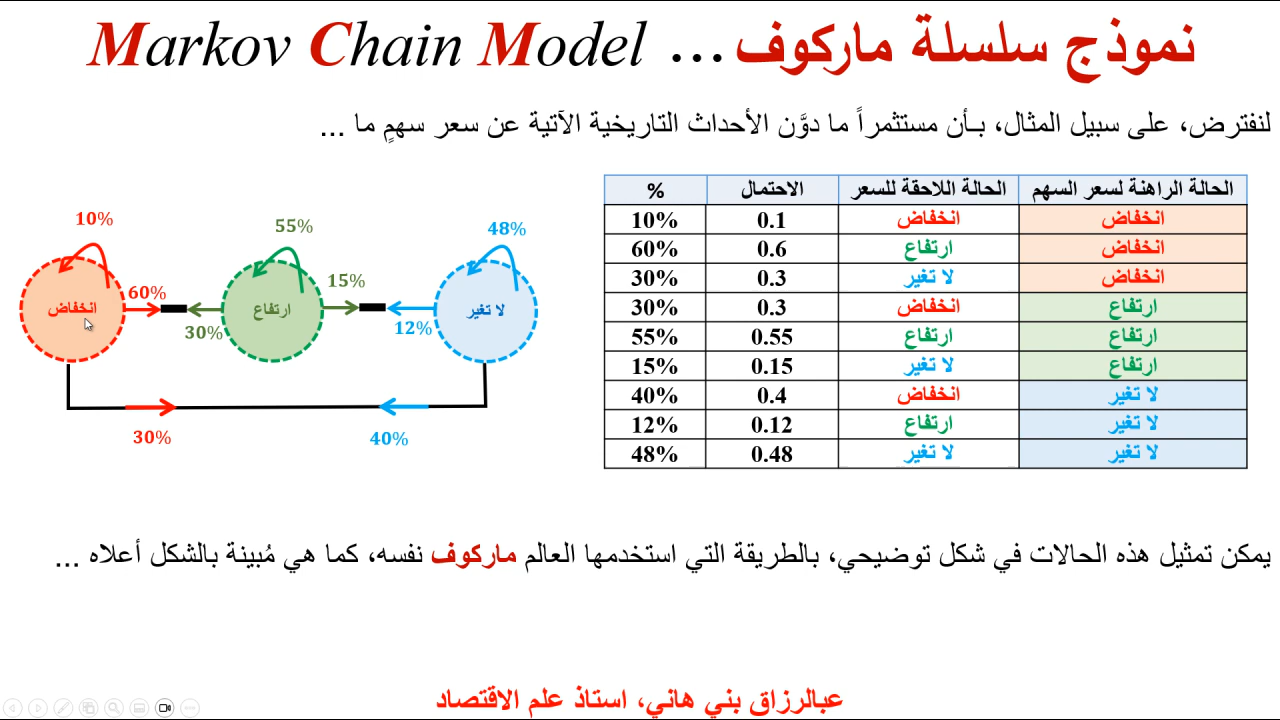 نموذج سلسلة ماركوف ... Markov Chain Model
لنفترض، على سبيل المثال، بـأن مستثمراً ما دوَّن الأحداث التاريخية الآتية عن سعر سهمٍ ما ...
الحالة الراهنة لسعر السهم الحالة اللاحقة للسعر الاحتمال %
انخفاض انخفاض 0.1 10%
انخفاض ارتفاع 0.6 60%
انخفاض لا تغير 0.3 30%
ارتفاع انخفاض 0.3 30%
ارتفاع ارتفاع 0.55 55%
ارتفاع لا تغير 0.15 15%
لا تغير انخفاض 0.4 40%
لا تغير ارتفاع 0.12 12%
لا تغير لا تغير 0.48 48%
10% 55% 48%
60% 15%
انخفاض ارتفاع لا تغير
30% 12%
30% 40%
يمكن تمثيل هذه الحالات في شكل توضيحي، بالطريقة التي استخدمها العالم ماركوف نفسه، كما هي مُبينة بالشكل أعلاه ...
عبالرزاق بني هاني، استاذ علم الاقتصاد